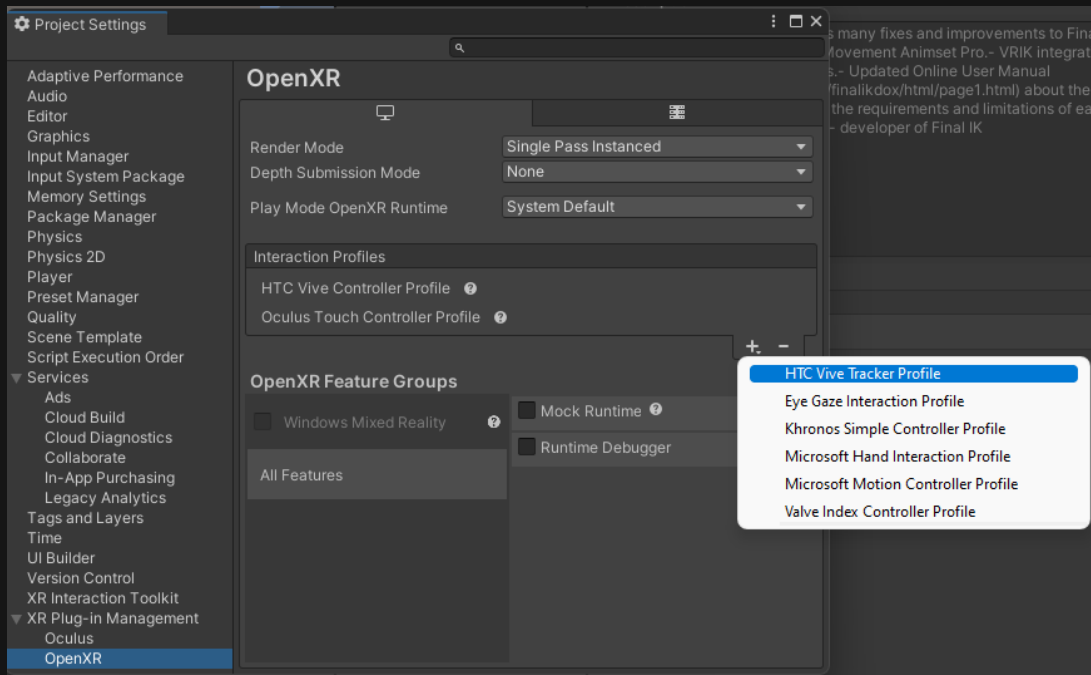 Project Settings
Adaptive Performance
Audio
Editor
Graphics
Input Manager
Input System Package
Memory Settings
Package Manager
Physics
Physics 2D
Player
Preset Manager
Quality
Scene Template
Script Execution Order
Services
Ads
Cloud Build
Cloud Diagnostics
Collaborate
In-App Purchasing
Legacy Analytics
Tags and Layers
Time
UI Builder
Version Control
XR Interaction Toolkit
XR Plug-in Management
Oculus
OpenXR
OpenXR
Render Mode
Single Pass Instanced
Depth Submission Mode
None
Play Mode OpenXR Runtime
System Default
Interaction Profiles
HTC Vive Controller Profile
Oculus Touch Controller Profile
OpenXR Feature Groups
Windows Mixed Reality
All Features
Mock Runtime
Runtime Debugger
HTC Vive Tracker Profile
Eye Gaze Interaction Profile
Khronos Simple Controller Profile
Microsoft Hand Interaction Profile
Microsoft Motion Controller Profile
Valve Index Controller Profile
many fixes and improvements to
Movement Animset Pro.- VRIK
s.- Updated Online User Manual
/finalikdox/html/page1.html) about the
the requirements and limitations of
- developer of Final IK